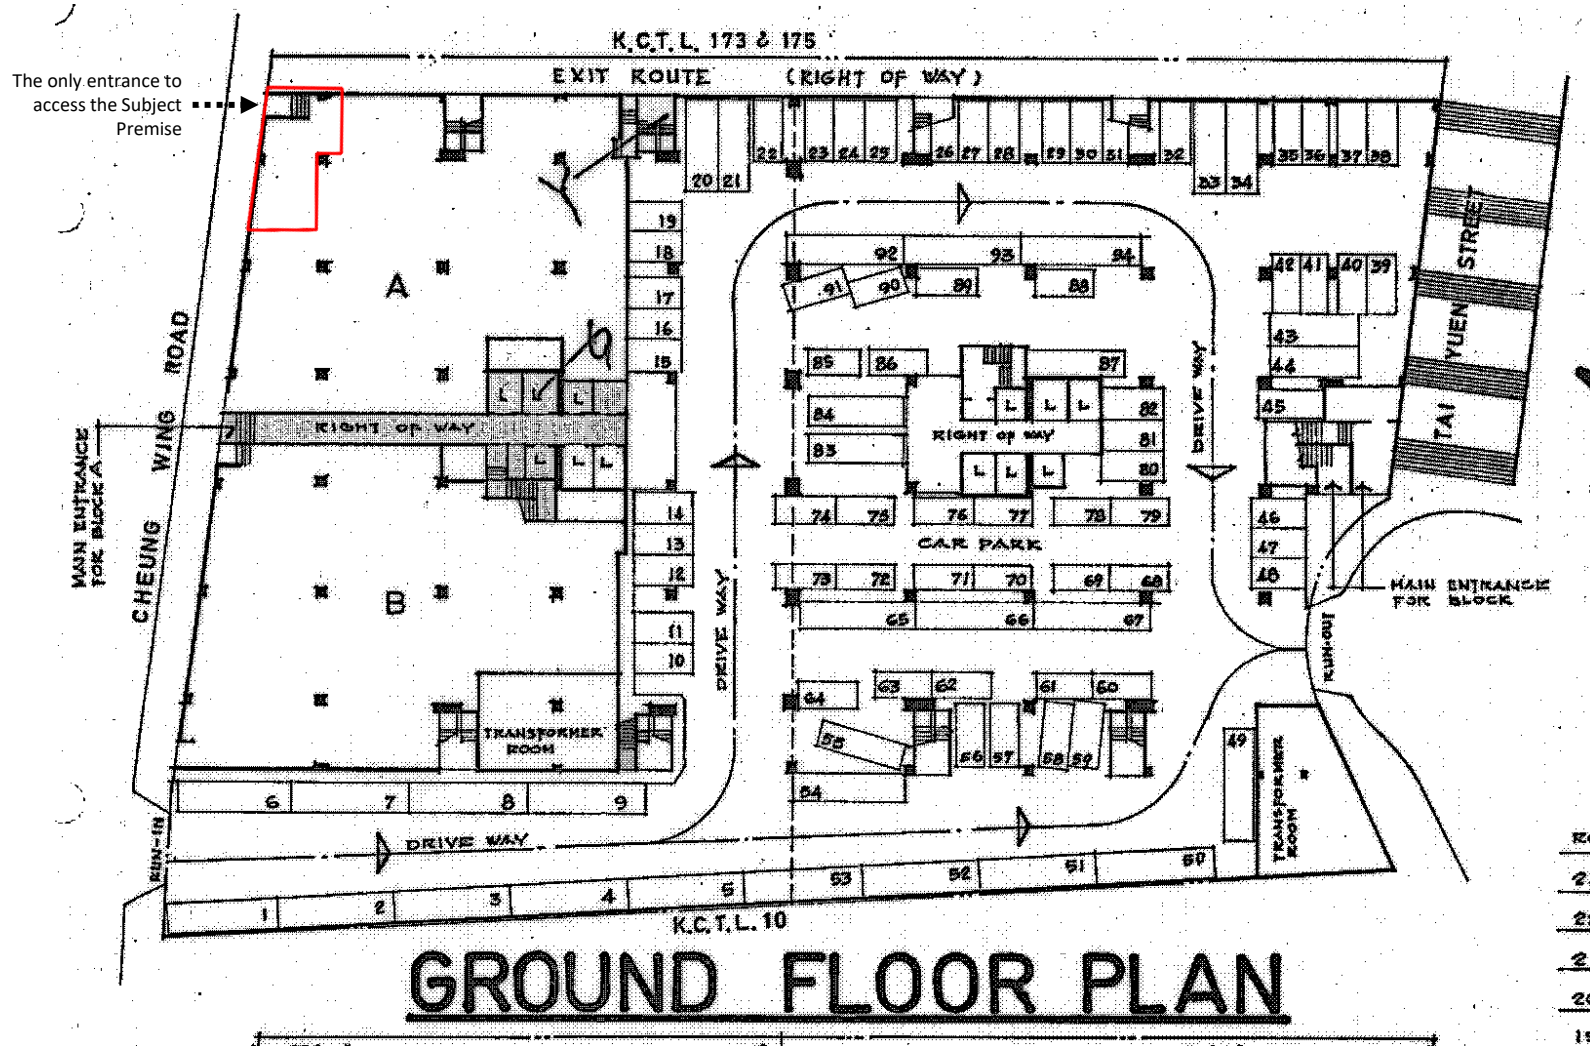 K.C.T.L. 173 & 175
EXIT ROUTE (RIGHT OF WAY)
The only entrance to
access the Subject
Premise
22 23 24 25 26 27 28 29 30 31 32 35 36 37 38
20 21 33 34
19
18
17
16
15
A
92 93 94
91 90 89 88
42 41 40 39
43
44
45
85 86 87
84
83
82
81
80
L L L L L
RIGHT OF WAY
RIGHT OF WAY
L L L L L L
CHEUNG WING ROAD
TAI YUEN STREET
MAIN ENTRANCE
FOR BLOCK A
DRIVE WAY
DRIVE WAY
14
13
12
11
10
B
74 75 76 77 78 79
CAR PARK
73 72 71 70 69 68
65 66 67
46
47
48
MAIN ENTRANCE
FOR BLOCK
RUN-OUT
64 63 62 61 60
55 56 57 58 59
54
49
TRANSFORMER
ROOM
TRANSFORMER
ROOM
6 7 8 9
DRIVE WAY
RUN-IN
1 2 3 4 5 53 52 51 50
K.C.T.L. 10
GROUND FLOOR PLAN